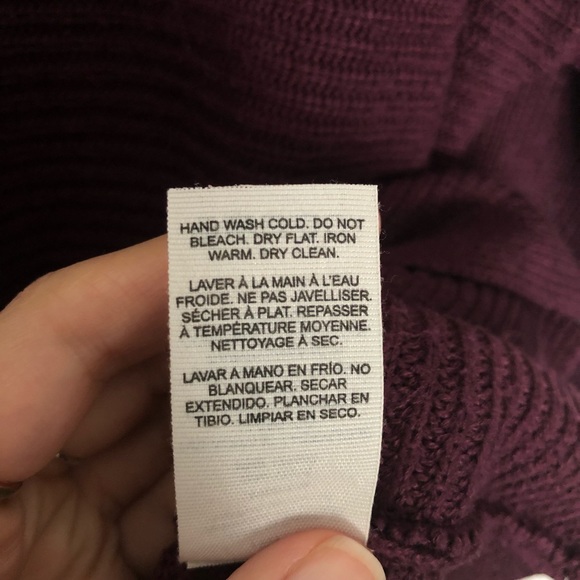 HAND WASH COLD. DO NOT
BLEACH. DRY FLAT. IRON
WARM. DRY CLEAN.
LAVER À LA MAIN À L'EAU
FROIDE. NE PAS JAVELLISER.
SÉCHER À PLAT. REPASSER
À TEMPÉRATURE MOYENNE.
NETTOYAGE À SEC.
LAVAR A MANO EN FRÍO. NO
BLANQUEAR. SECAR
EXTENDIDO. PLANCHAR EN
TIBIO. LIMPIAR EN SECO.